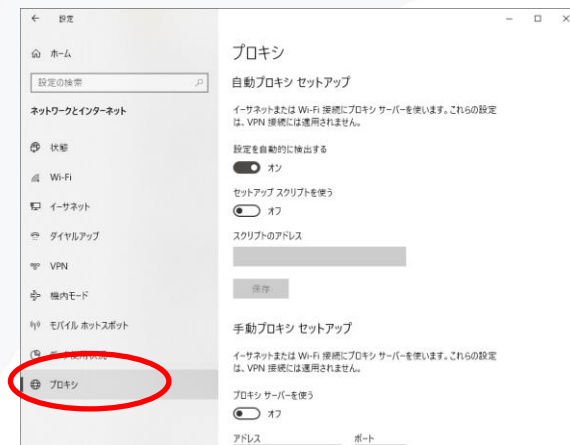 設定
ホーム
設定の検索
ネットワークとインターネット
状態
Wi-Fi
イーサネット
ダイヤルアップ
VPN
機内モード
モバイル ホットスポット
データ使用状況
プロキシ
プロキシ
自動プロキシ セットアップ
イーサネットまたは Wi-Fi 接続にプロキシ サーバーを使います。これらの設定
は、VPN 接続には適用されません。
設定を自動的に検出する
オン
セットアップ スクリプトを使う
オフ
スクリプトのアドレス
保存
手動プロキシ セットアップ
イーサネットまたは Wi-Fi 接続にプロキシ サーバーを使います。これらの設定
は、VPN 接続には適用されません。
プロキシ サーバーを使う
オフ
アドレス
ポート